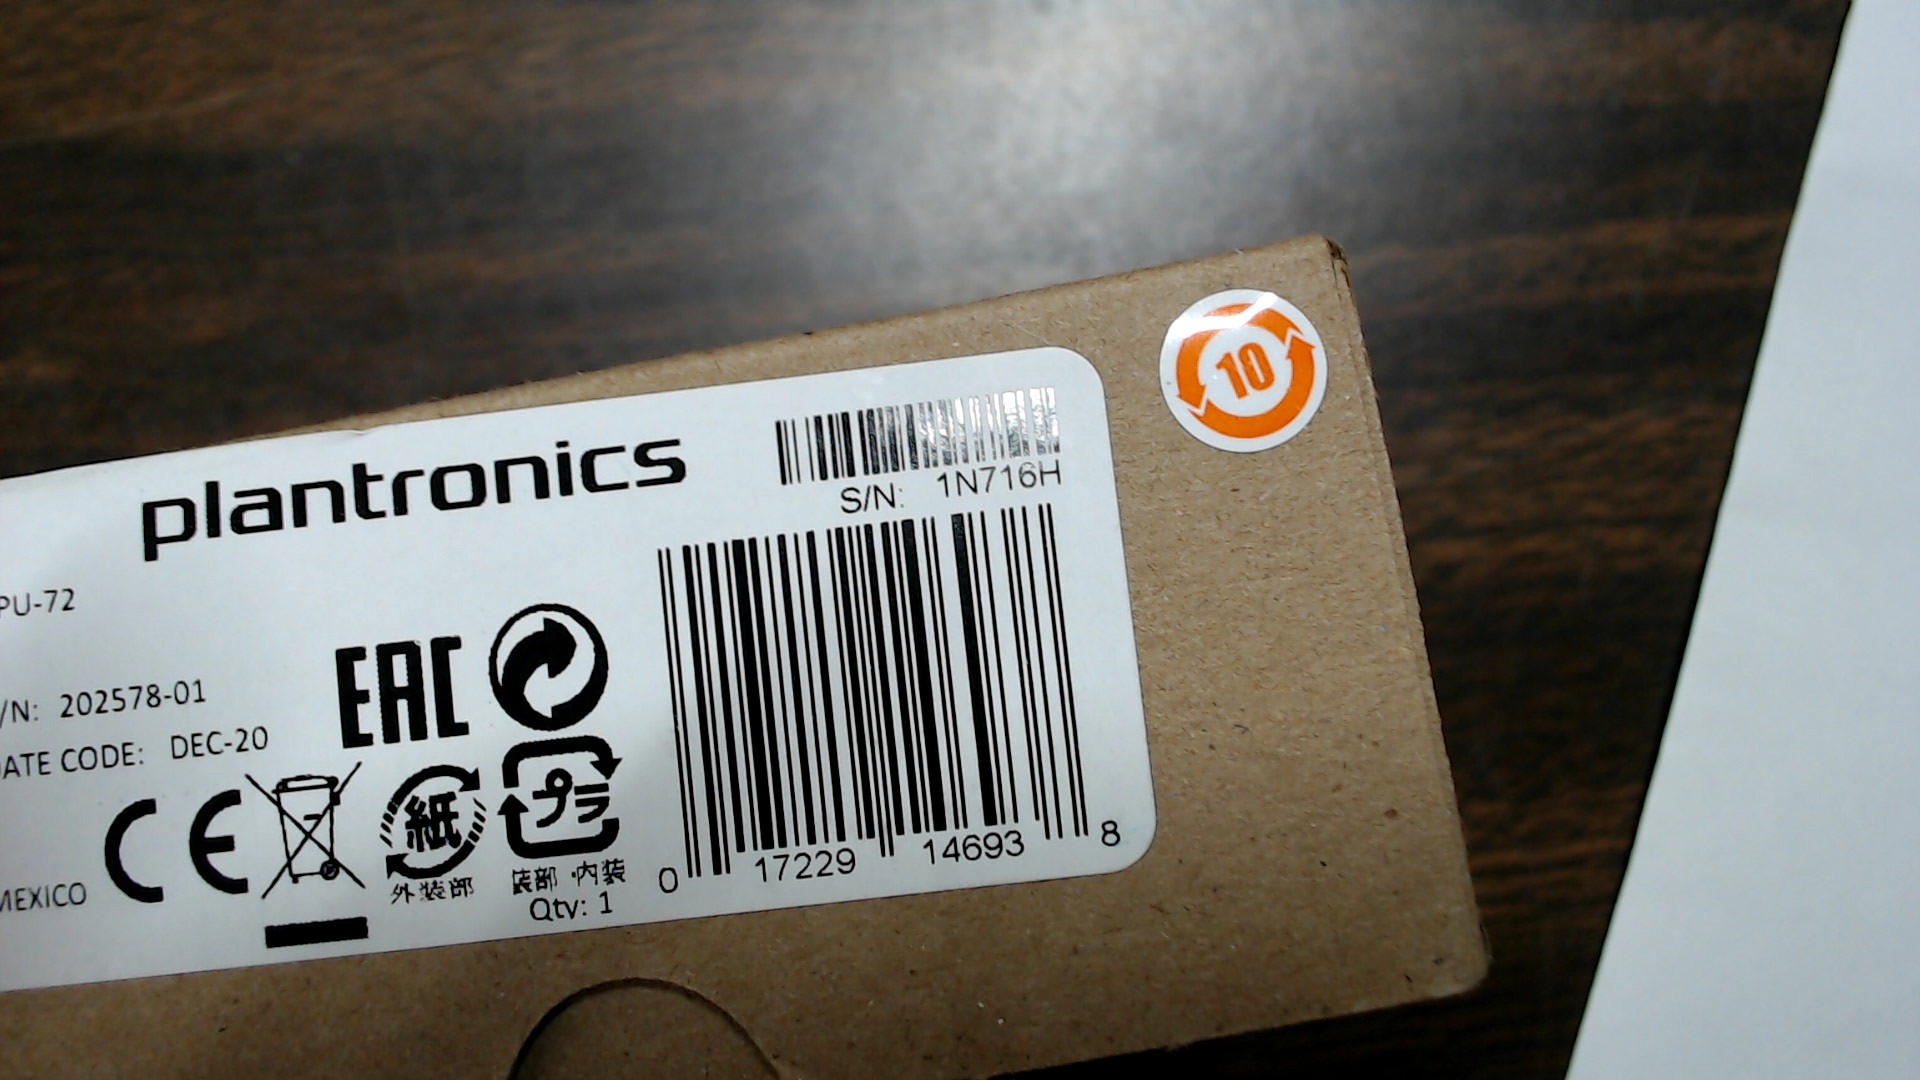 plantronics
S/N: 1N716H
10
PU-72
/N: 202578-01
ATE CODE: DEC-20
EAC
CE
紙
プラ
外装部
装部・内装
Qty: 1
MEXICO
0 17229 14693 8